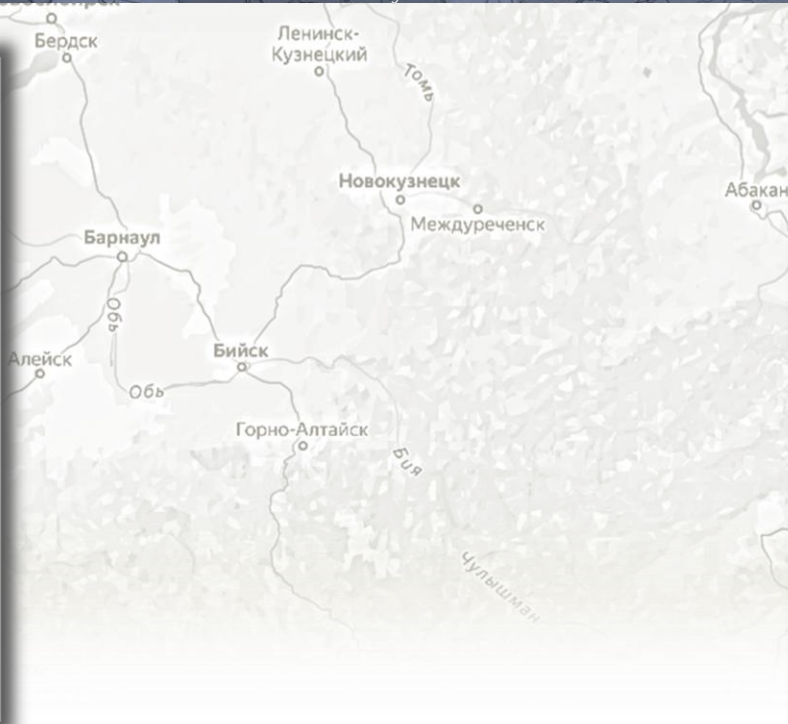 Бердск
Ленинск-
Кузнецкий
Томь
Новокузнецк
Абакан
Междуреченск
Барнаул
Обь
Бийск
Алейск
Обь
Горно-Алтайск
Бия
Чулышман